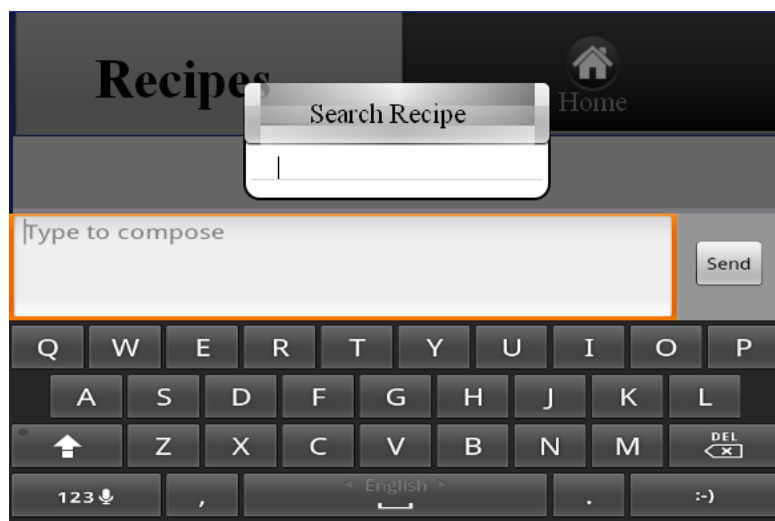 Recipes
Home
Search Recipe
Type to compose
Send
Q W E R T Y U I O P
A S D F G H J K L
Z X C V B N M DEL
123 , English . :-)